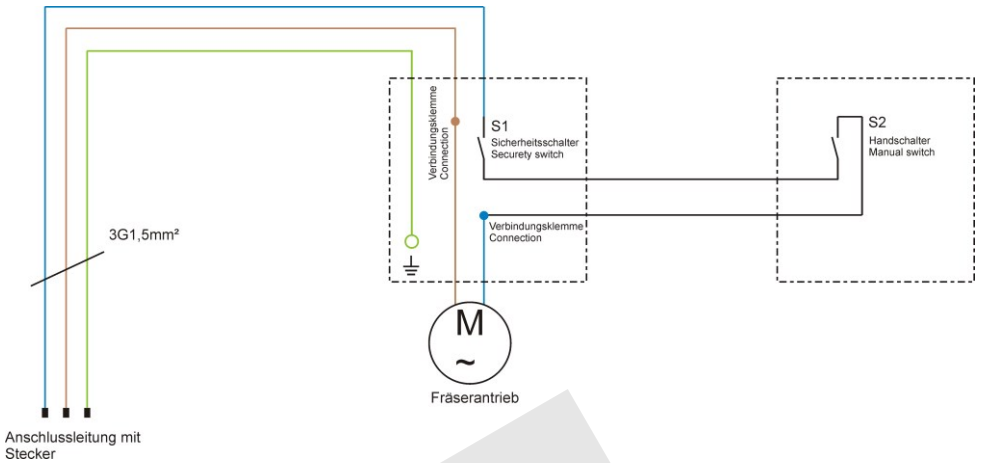 Verbindungsklemme
Connection
S1
Sicherheitsschalter
Securety switch
S2
Handschalter
Manual switch
Verbindungsklemme
Connection
3G1,5mm²
M
~
Fräserantrieb
Anschlussleitung mit
Stecker